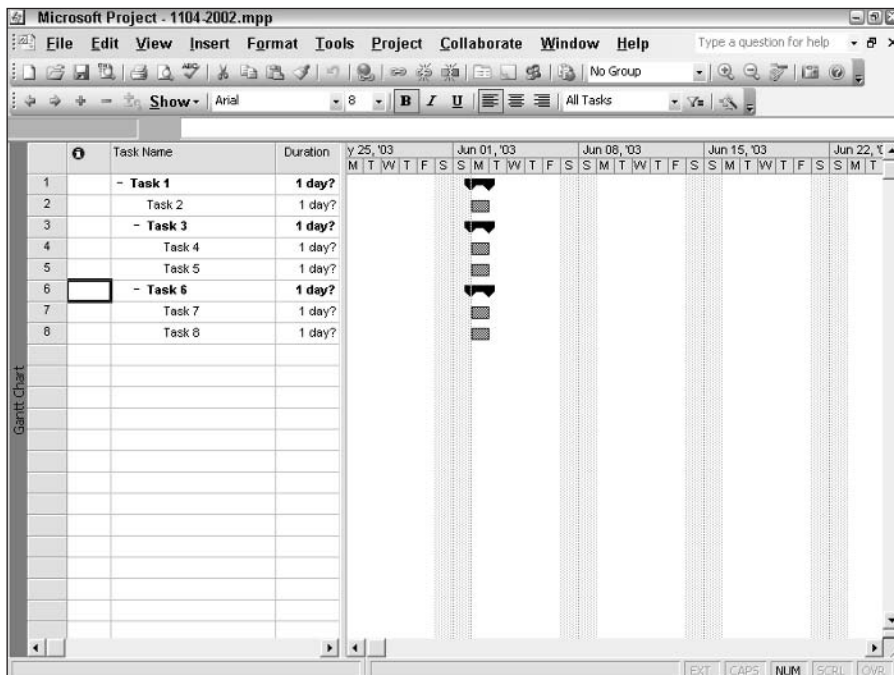 Microsoft Project - 1104-2002.mpp
File Edit View Insert Format Tools Project Collaborate Window Help Type a question for help
No Group
Show Arial 8 B I U All Tasks
Task Name Duration y 25, '03 Jun 01, '03 Jun 08, '03 Jun 15, '03 Jun 22, '0
M T W T F S S M T W T F S S M T W T F S S M T W T F S S M T
1 - Task 1 1 day?
2 Task 2 1 day?
3 - Task 3 1 day?
4 Task 4 1 day?
5 Task 5 1 day?
6 - Task 6 1 day?
7 Task 7 1 day?
8 Task 8 1 day?
Gantt Chart
EXT CAPS NUM SCRL OVR